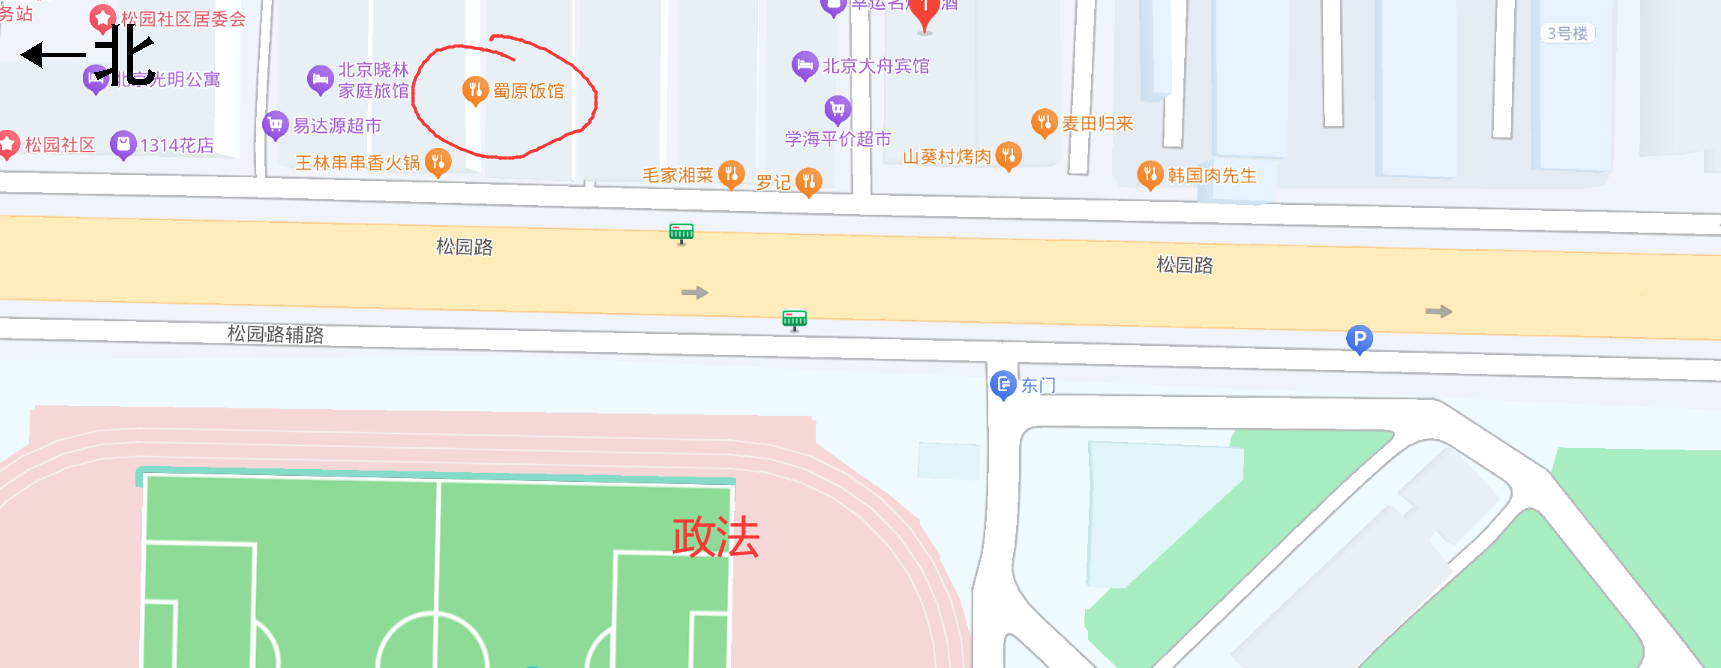 务站
松园社区居委会
北
北京光明公寓
北京晓林
家庭旅馆
蜀原饭馆
北京大舟宾馆
3号楼
易达源超市
学海平价超市
麦田归来
松园社区
1314花店
王林串串香火锅
毛家湘菜
罗记
山葵村烤肉
韩国肉先生
松园路
松园路
松园路辅路
P
东门
政法